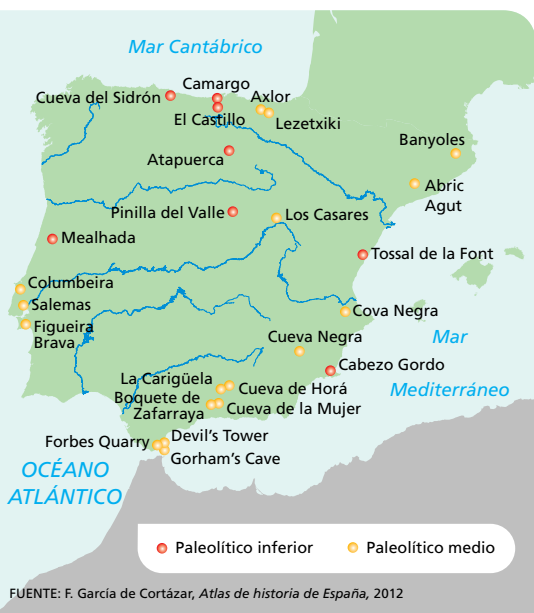 Mar Cantábrico
Camargo
Cueva del Sidrón
Axlor
El Castillo
Lezetxiki
Banyoles
Atapuerca
Abric
Agut
Pinilla del Valle
Los Casares
Mealhada
Tossal de la Font
Columbeira
Salemas
Figueira
Brava
Cova Negra
Cueva Negra
Mar
Mediterráneo
Cabezo Gordo
La Carigüela
Cueva de Horá
Boquete de
Zafarraya
Cueva de la Mujer
Forbes Quarry
Devil's Tower
Gorham's Cave
OCÉANO
ATLÁNTICO
Paleolítico inferior
Paleolítico medio
FUENTE: F. García de Cortázar, Atlas de historia de España, 2012